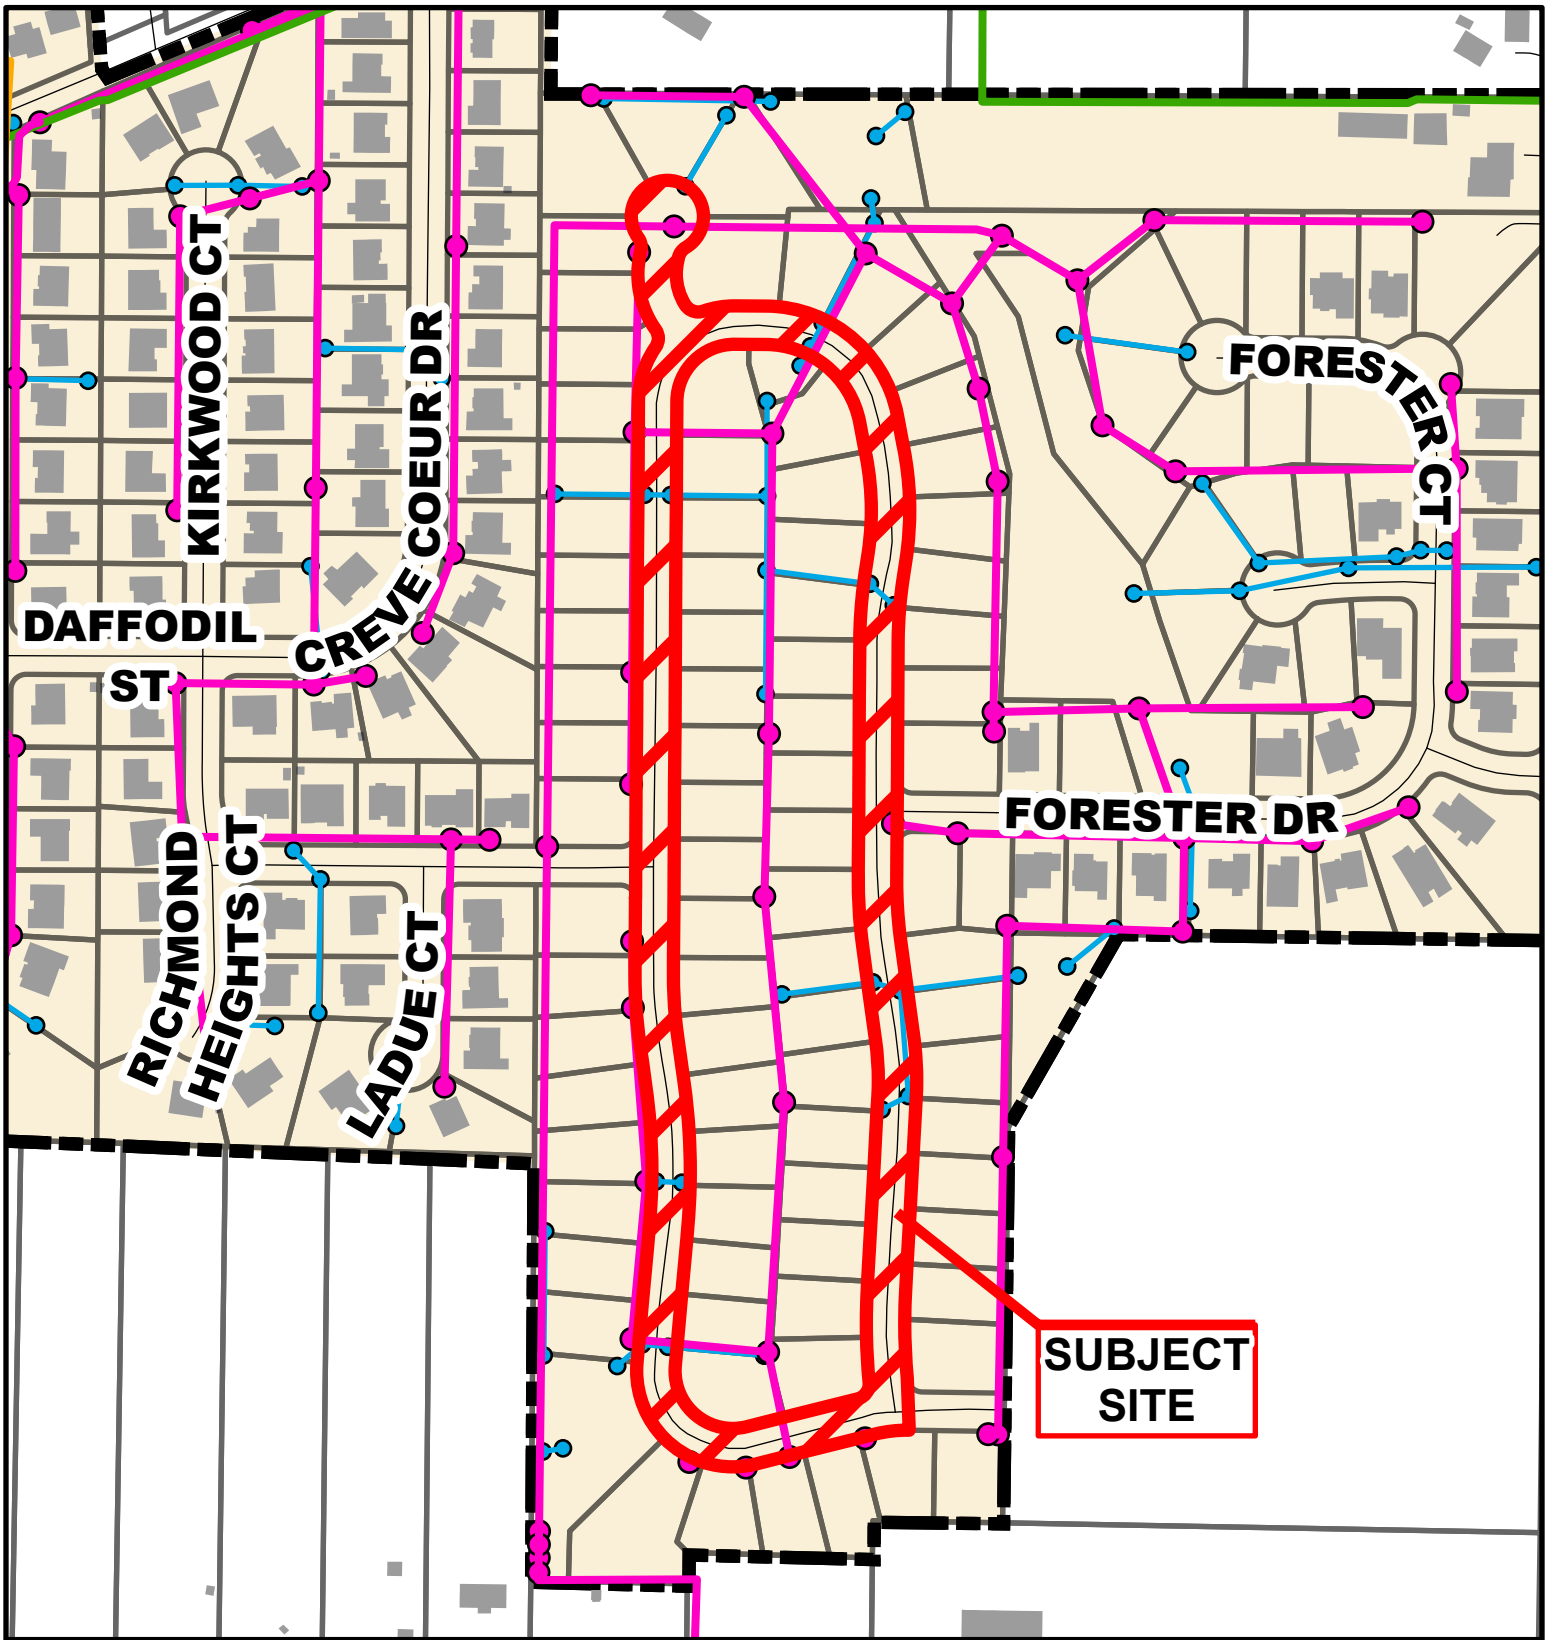 KIRKWOOD CT
CREVE COEUR DR
FORESTER CT
DAFFODIL
ST
FORESTER DR
RICHMOND
HEIGHTS CT
LADUE CT
SUBJECT
SITE